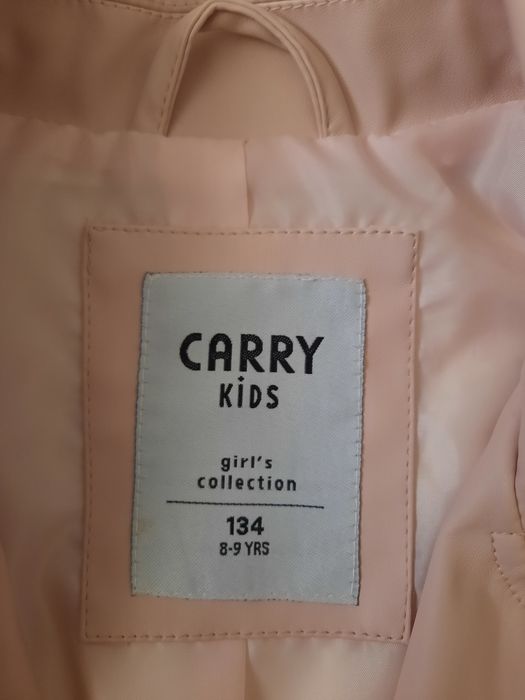 CARRY
KiDS
girl's
collection
134
8-9 YRS